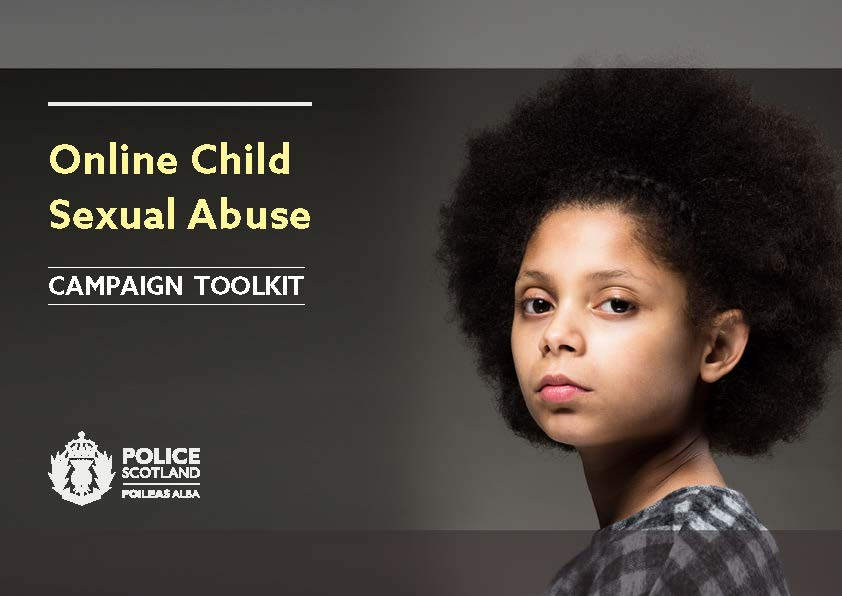 Online Child
Sexual Abuse
CAMPAIGN TOOLKIT
POLICE
SCOTLAND
POILEAS ALBA